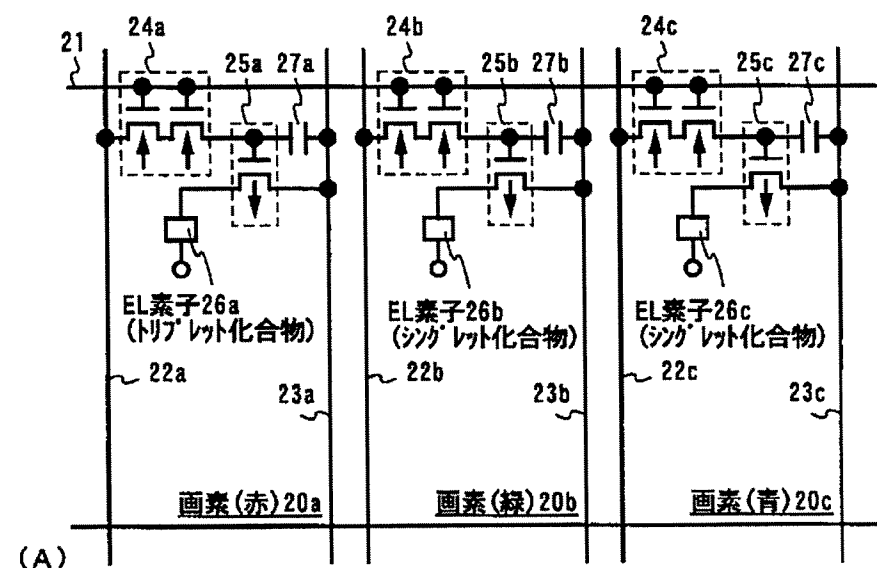 24a
24b
24c
21
25a
27a
25b
27b
25c
27c
EL素子26a
(トリプレット化合物)
EL素子26b
(シングレット化合物)
EL素子26c
(シングレット化合物)
22a
22b
22c
23a
23b
23c
画素(赤)20a
画素(緑)20b
画素(青)20c
(A)